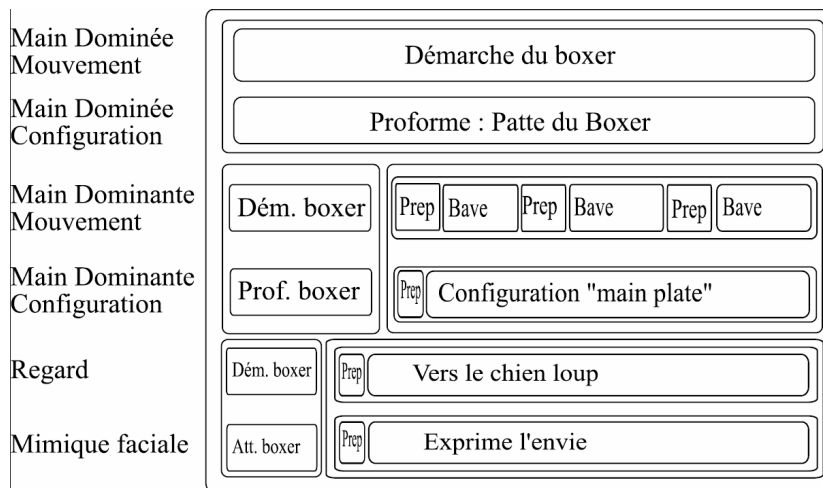 Main Dominée
Mouvement
Démarche du boxer
Main Dominée
Configuration
Proforme : Patte du Boxer
Main Dominante
Mouvement
Dém. boxer
Prep Bave Prep Bave Prep Bave
Main Dominante
Configuration
Prof. boxer
Prep Configuration "main plate"
Regard
Dém. boxer
Prep Vers le chien loup
Mimique faciale
Att. boxer
Prep Exprime l'envie